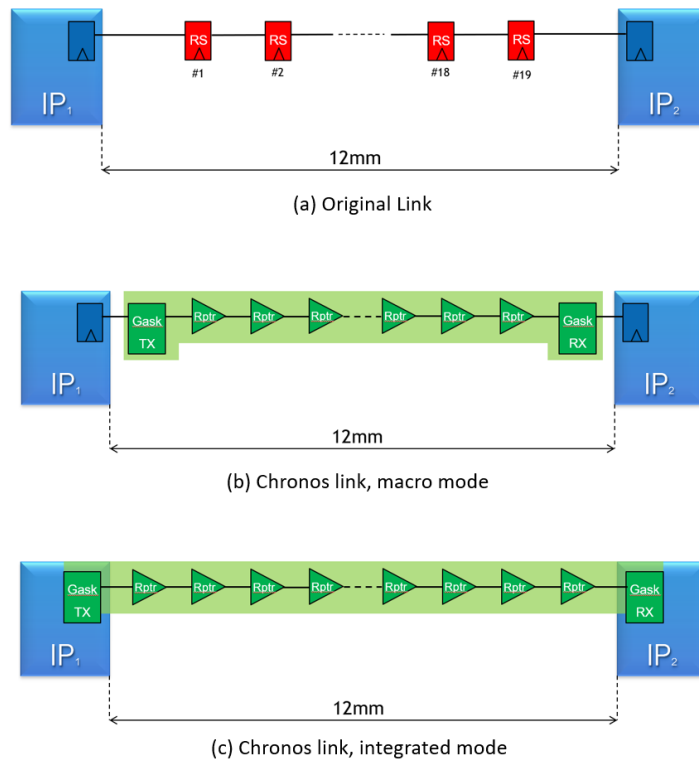 RS RS RS RS
#1 #2 #18 #19
IP1 IP2
12mm
(a) Original Link
Gask TX Rptr Rptr Rptr Rptr Rptr Rptr Gask RX
IP1 IP2
12mm
(b) Chronos link, macro mode
Gask TX Rptr Rptr Rptr Rptr Rptr Rptr Rptr Rptr Gask RX
IP1 IP2
12mm
(c) Chronos link, integrated mode